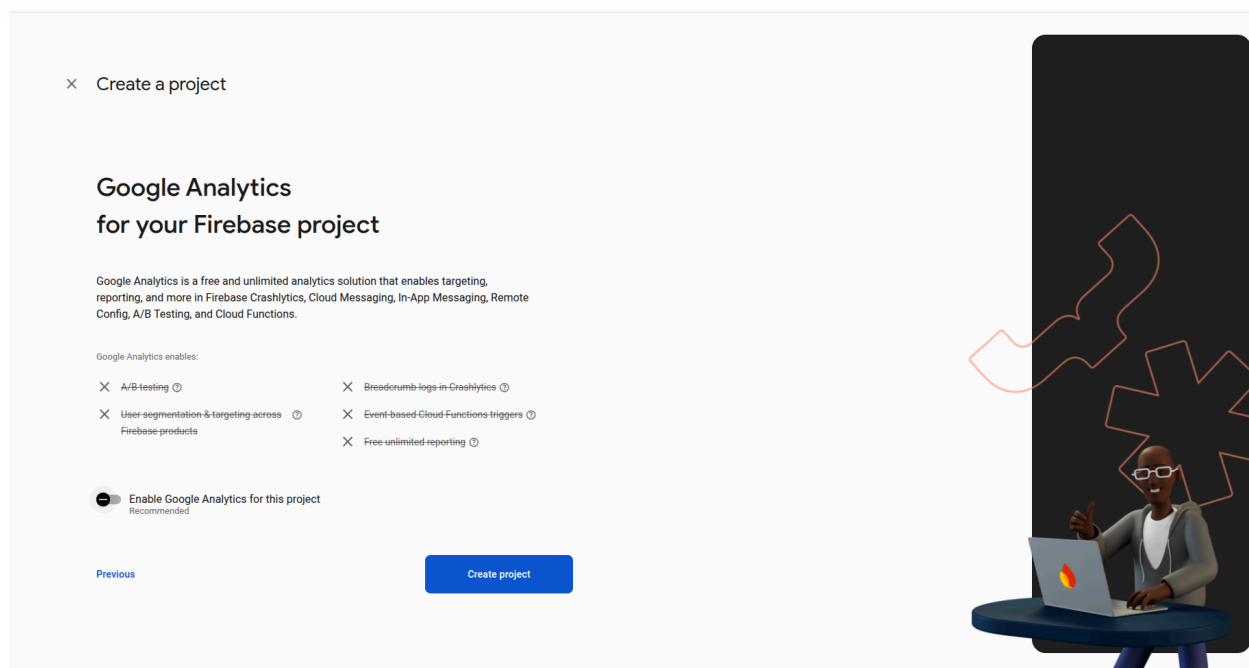 Create a project
Google Analytics
for your Firebase project
Google Analytics is a free and unlimited analytics solution that enables targeting,
reporting, and more in Firebase Crashlytics, Cloud Messaging, In-App Messaging, Remote
Config, A/B Testing, and Cloud Functions.
Google Analytics enables:
A/B testing
User segmentation & targeting across
Firebase products
Breadcrumb logs in Crashlytics
Event-based Cloud Functions triggers
Free unlimited reporting
Enable Google Analytics for this project
Recommended
Previous
Create project